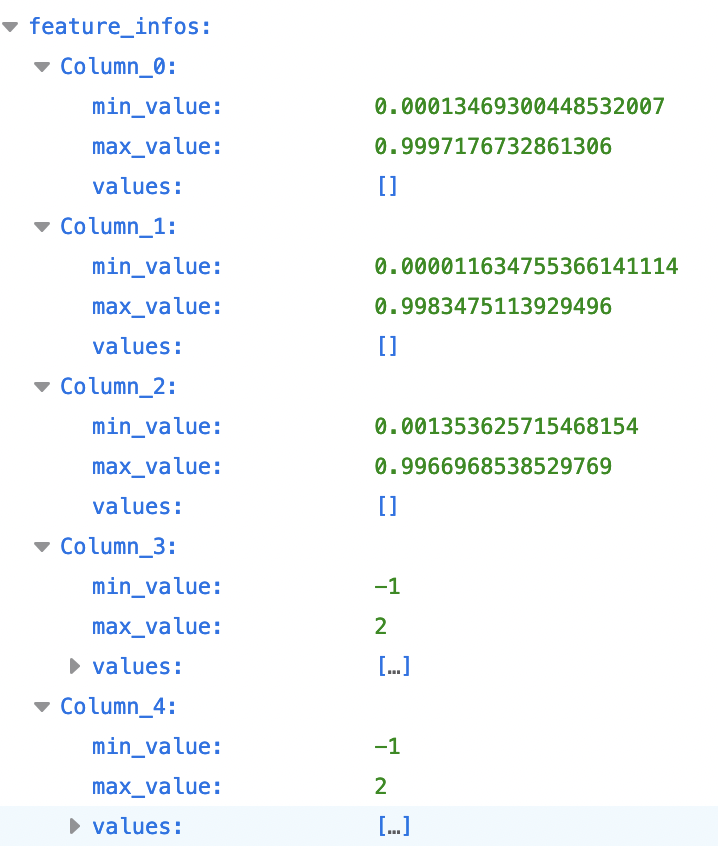 feature_infos:
Column_0:
min_value: 0.00013469300448532007
max_value: 0.9997176732861306
values: []
Column_1:
min_value: 0.000011634755366141114
max_value: 0.9983475113929496
values: []
Column_2:
min_value: 0.001353625715468154
max_value: 0.9966968538529769
values: []
Column_3:
min_value: -1
max_value: 2
values: […]
Column_4:
min_value: -1
max_value: 2
values: […]